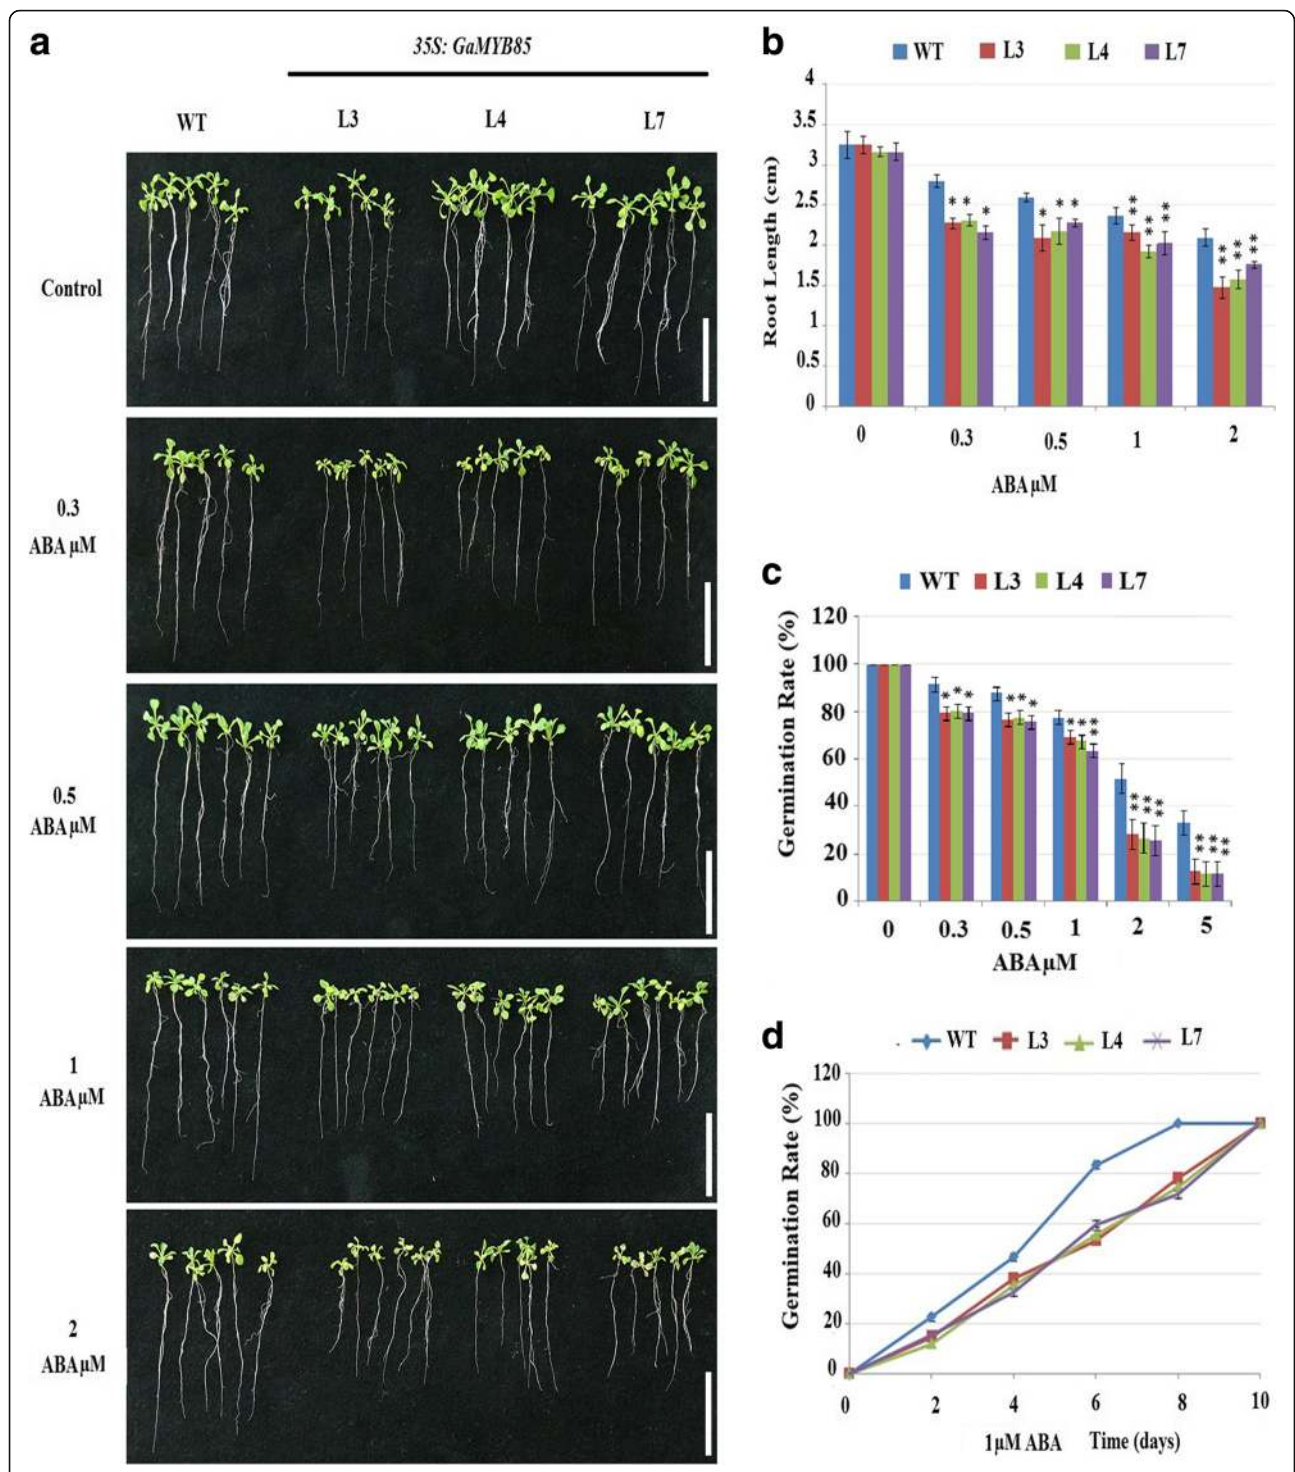 a
35S: GaMYB85
WT L3 L4 L7
Control
0.3
ABA µM
0.5
ABA µM
1
ABA µM
2
ABA µM
b
WT L3 L4 L7
Root Length (cm)
4
3.5
3
2.5
2
1.5
1
0.5
0
* * *
* * *
** ** **
** ** **
0 0.3 0.5 1 2
ABA µM
c
WT L3 L4 L7
Germination Rate (%)
120
100
80
60
40
20
0
* * *
* * *
* * **
** ** **
** ** **
0 0.3 0.5 1 2 5
ABA µM
d
WT L3 L4 L7
Germination Rate (%)
120
100
80
60
40
20
0
0 2 4 6 8 10
1µM ABA Time (days)